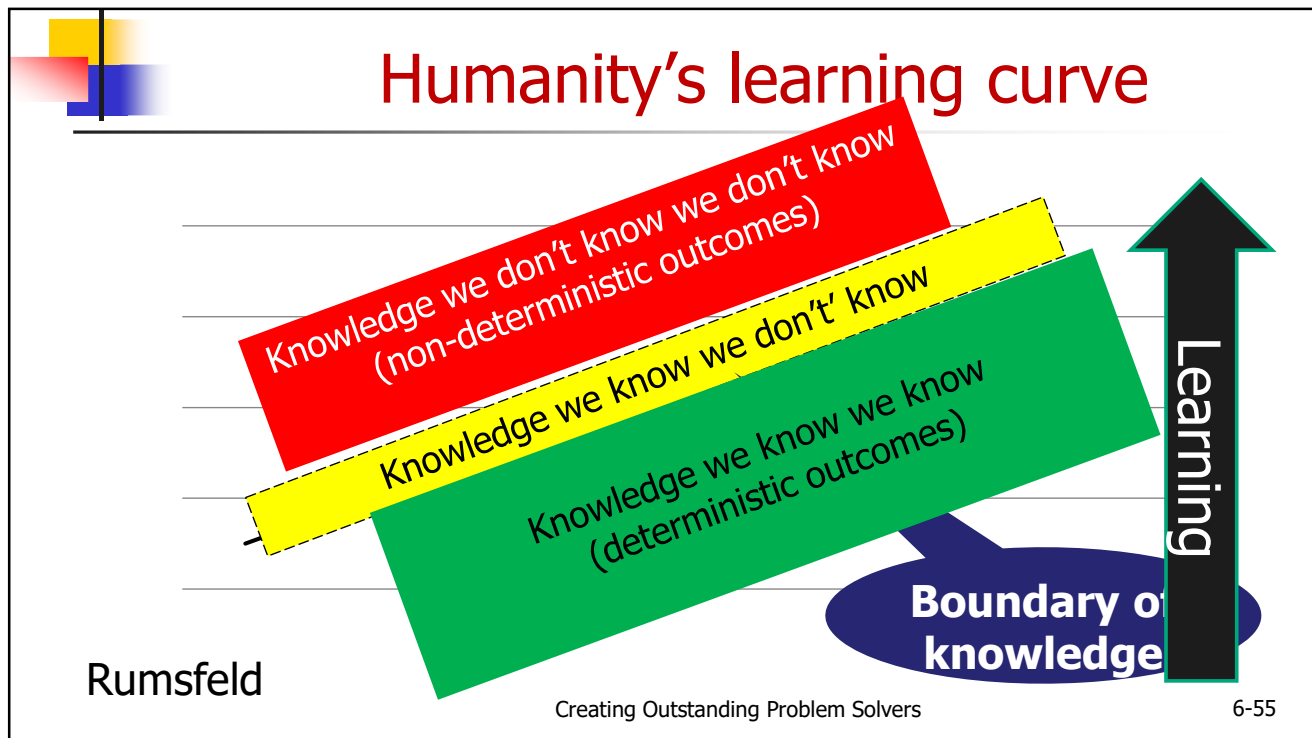 Humanity’s learning curve
Knowledge we don’t know we don’t know
(non-deterministic outcomes)
Knowledge we know we don’t’ know
Knowledge we know we know
(deterministic outcomes)
Learning
Boundary of
knowledge
Rumsfeld
Creating Outstanding Problem Solvers
6-55